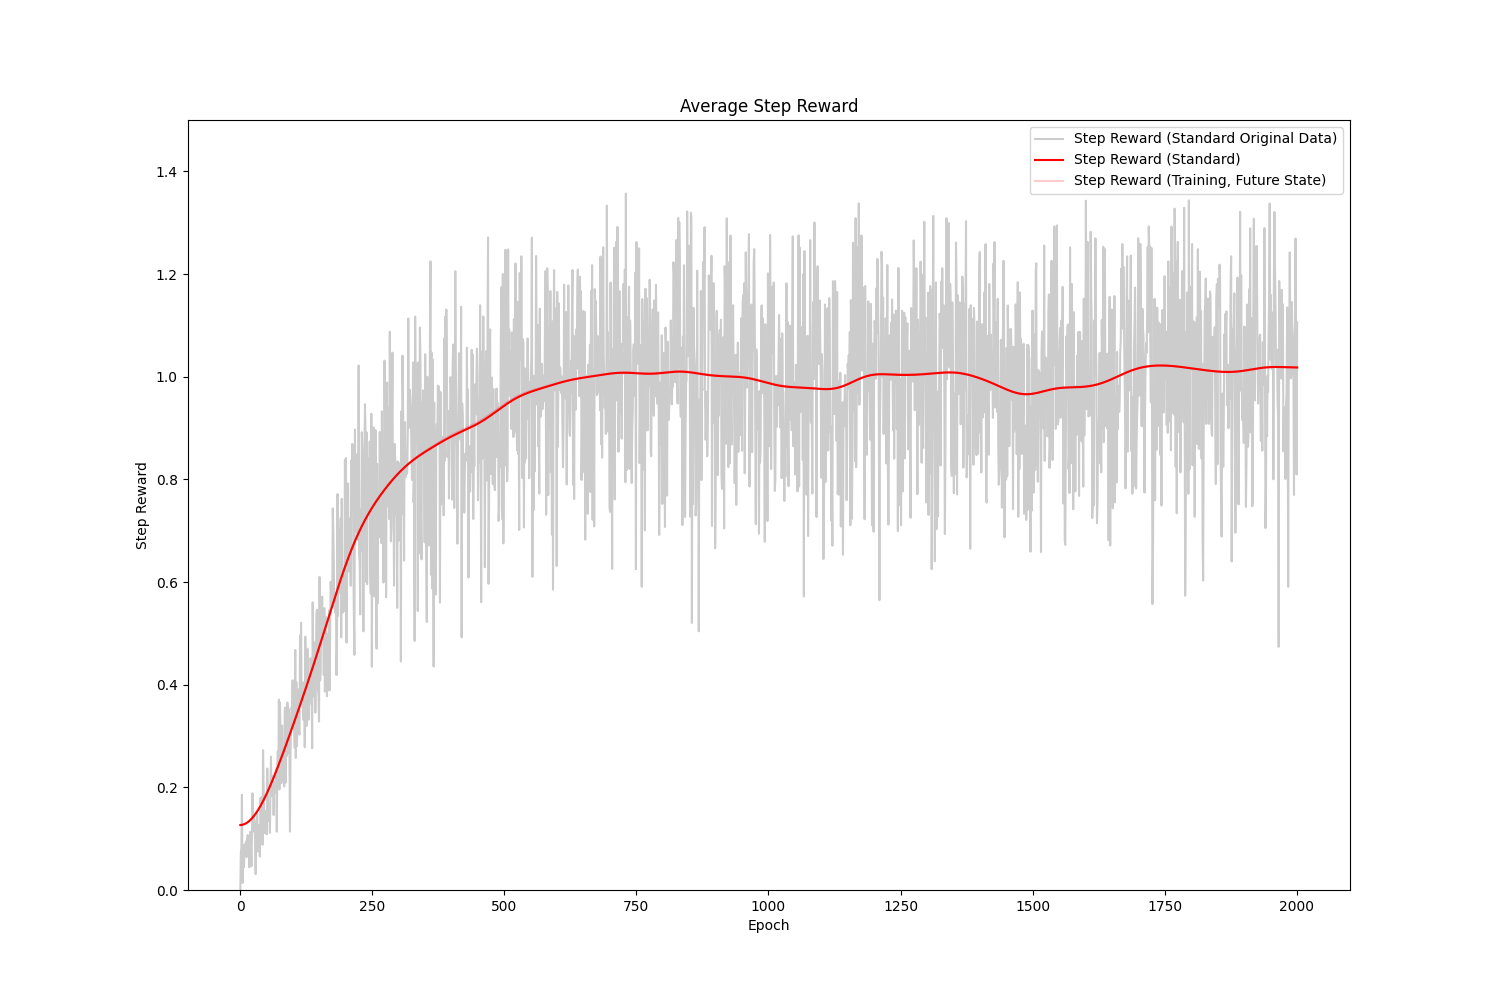 Average Step Reward
Step Reward (Standard Original Data)
Step Reward (Standard)
Step Reward (Training, Future State)
1.4
1.2
1.0
0.8
0.6
0.4
0.2
0.0
Step Reward
0 250 500 750 1000 1250 1500 1750 2000
Epoch